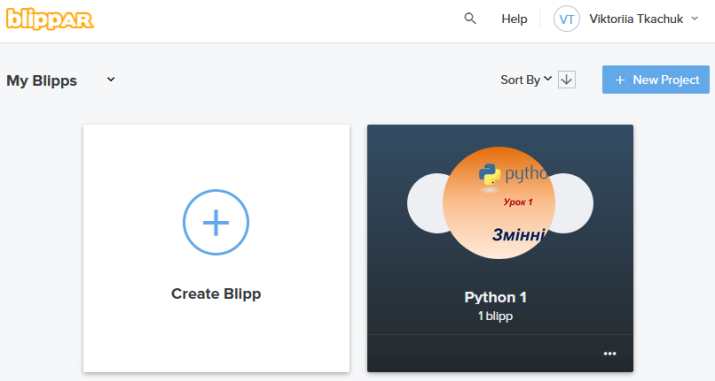 blippAR
Help
VT
Viktoriia Tkachuk
My Blipps
Sort By
+ New Project
pytho
Урок 1
Змінні
Create Blipp
Python 1
1 blipp